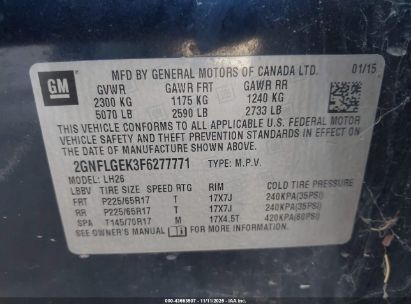 GM
MFD BY GENERAL MOTORS OF CANADA LTD. 01/15
GVWR GAWR FRT GAWR RR
2300 KG 1175 KG 1240 KG
5070 LB 2590 LB 2733 LB
THIS VEHICLE CONFORMS TO ALL APPLICABLE U.S. FEDERAL MOTOR
VEHICLE SAFETY AND THEFT PREVENTION STANDARDS IN EFFECT ON
THE DATE OF MANUFACTURE SHOWN ABOVE.
2GNFLGEK3F6277771 TYPE: M.P.V.
MODEL: LH26
LBBV TIRE SIZE SPEED RTG RIM COLD TIRE PRESSURE
FRT P225/65R17 T 17X7J 240KPA(35PSI)
RR P225/65R17 T 17X7J 240KPA(35PSI)
SPA T145/70R17 M 17X4.5T 420KPA(60PSI)
SEE OWNER'S MANUAL FOR MORE INFORMATION.